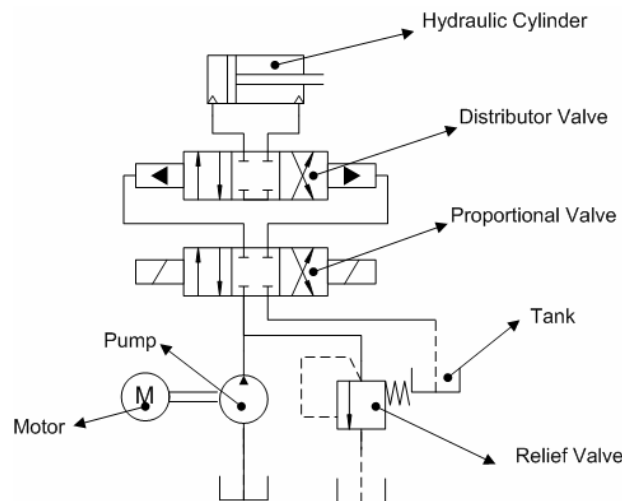 Hydraulic Cylinder
Distributor Valve
Proportional Valve
Tank
Pump
M
Motor
Relief Valve